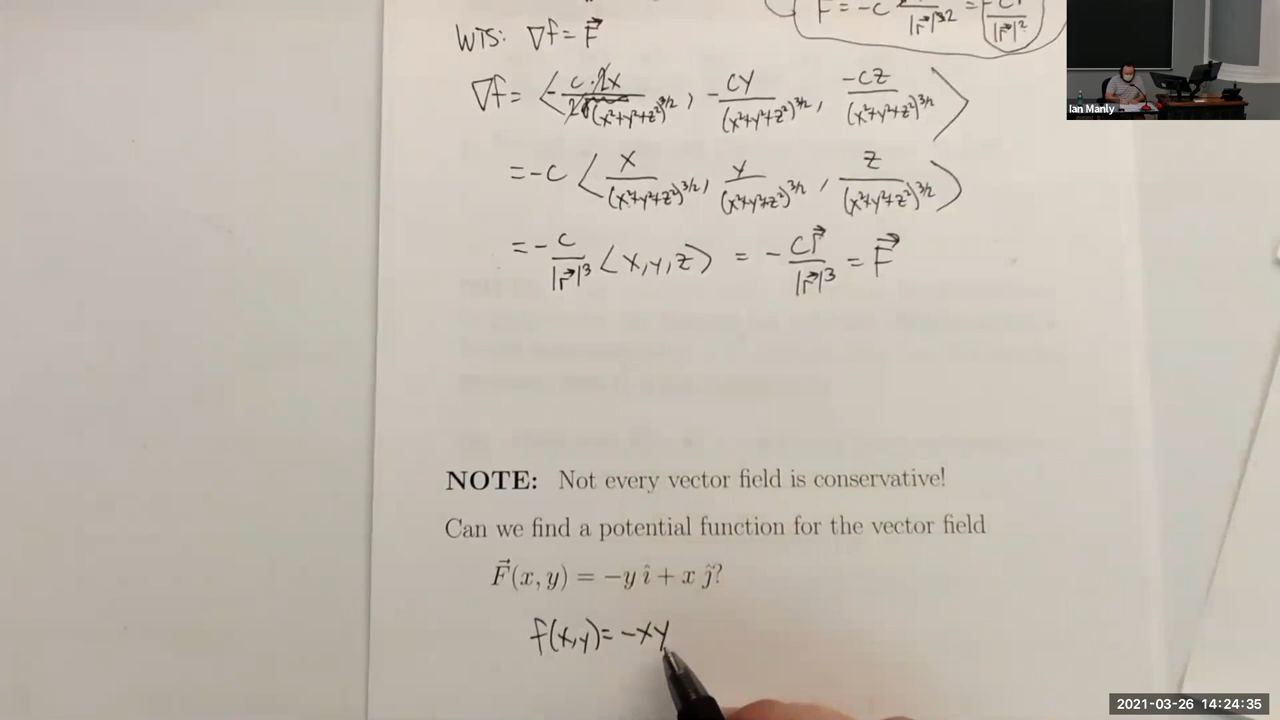 F = -c / |r⃗|³² = -cr⃗ / |r⃗|²
WTS: ∇f = F⃗
∇f = ⟨ -c·2x / 2(x²+y²+z²)^3/2, -cy / (x²+y²+z²)^3/2, -cz / (x²+y²+z²)^3/2 ⟩
= -c ⟨ x / (x²+y²+z²)^3/2, y / (x²+y²+z²)^3/2, z / (x²+y²+z²)^3/2 ⟩
= -c / |r⃗|³ ⟨x, y, z⟩ = -cr⃗ / |r⃗|³ = F⃗
NOTE: Not every vector field is conservative!
Can we find a potential function for the vector field
F⃗(x, y) = -y î + x ĵ?
f(x,y) = -xy
Ian Manly
2021-03-26 14:24:35